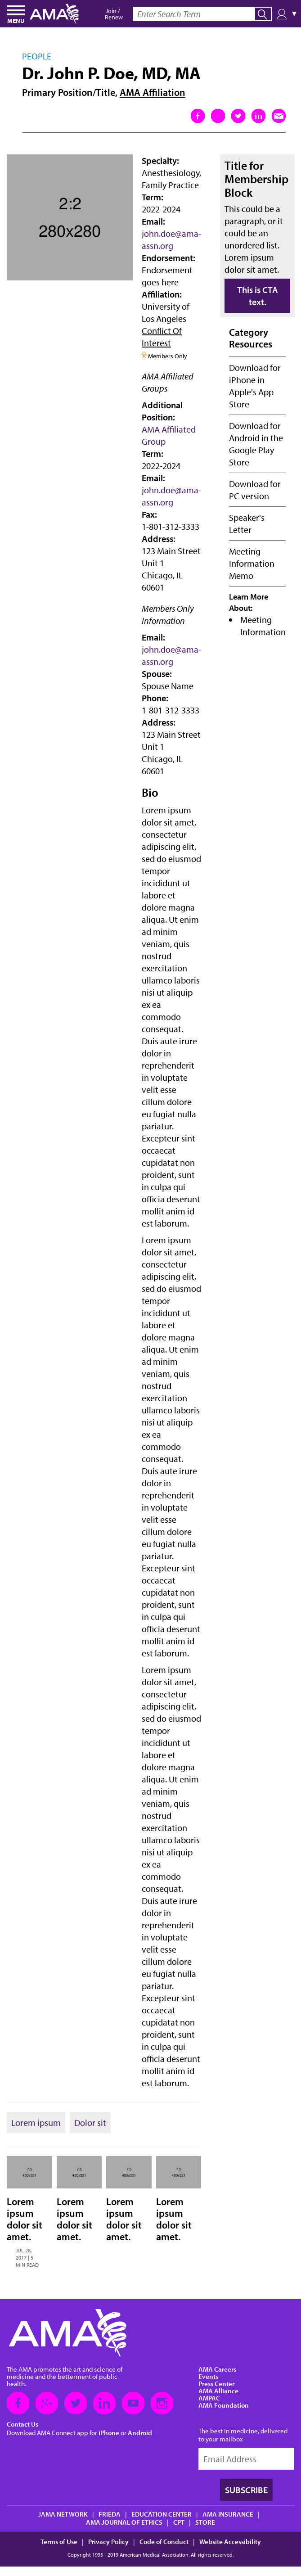 MENU
AMA
Join /
Renew
Enter Search Term
PEOPLE
Dr. John P. Doe, MD, MA
Primary Position/Title, AMA Affiliation
2:2
280x280
Specialty:
Anesthesiology,
Family Practice
Term:
2022-2024
Email:
john.doe@ama-
assn.org
Endorsement:
Endorsement
goes here
Affiliation:
University of
Los Angeles
Conflict Of
Interest
Members Only
AMA Affiliated
Groups
Additional
Position:
AMA Affiliated
Group
Term:
2022-2024
Email:
john.doe@ama-
assn.org
Fax:
1-801-312-3333
Address:
123 Main Street
Unit 1
Chicago, IL
60601
Members Only
Information
Email:
john.doe@ama-
assn.org
Spouse:
Spouse Name
Phone:
1-801-312-3333
Address:
123 Main Street
Unit 1
Chicago, IL
60601
Bio
Lorem ipsum
dolor sit amet,
consectetur
adipiscing elit,
sed do eiusmod
tempor
incididunt ut
labore et
dolore magna
aliqua. Ut enim
ad minim
veniam, quis
nostrud
exercitation
ullamco laboris
nisi ut aliquip
ex ea
commodo
consequat.
Duis aute irure
dolor in
reprehenderit
in voluptate
velit esse
cillum dolore
eu fugiat nulla
pariatur.
Excepteur sint
occaecat
cupidatat non
proident, sunt
in culpa qui
officia deserunt
mollit anim id
est laborum.
Lorem ipsum
dolor sit amet,
consectetur
adipiscing elit,
sed do eiusmod
tempor
incididunt ut
labore et
dolore magna
aliqua. Ut enim
ad minim
veniam, quis
nostrud
exercitation
ullamco laboris
nisi ut aliquip
ex ea
commodo
consequat.
Duis aute irure
dolor in
reprehenderit
in voluptate
velit esse
cillum dolore
eu fugiat nulla
pariatur.
Excepteur sint
occaecat
cupidatat non
proident, sunt
in culpa qui
officia deserunt
mollit anim id
est laborum.
Lorem ipsum
dolor sit amet,
consectetur
adipiscing elit,
sed do eiusmod
tempor
incididunt ut
labore et
dolore magna
aliqua. Ut enim
ad minim
veniam, quis
nostrud
exercitation
ullamco laboris
nisi ut aliquip
ex ea
commodo
consequat.
Duis aute irure
dolor in
reprehenderit
in voluptate
velit esse
cillum dolore
eu fugiat nulla
pariatur.
Excepteur sint
occaecat
cupidatat non
proident, sunt
in culpa qui
officia deserunt
mollit anim id
est laborum.
Title for
Membership
Block
This could be a
paragraph, or it
could be an
unordered list.
Lorem ipsum
dolor sit amet.
This is CTA
text.
Category
Resources
Download for
iPhone in
Apple's App
Store
Download for
Android in the
Google Play
Store
Download for
PC version
Speaker's
Letter
Meeting
Information
Memo
Learn More
About:
Meeting
Information
Lorem ipsum Dolor sit
Lorem
ipsum
dolor sit
amet.
JUL 28,
2017 | 5
MIN READ
Lorem
ipsum
dolor sit
amet.
Lorem
ipsum
dolor sit
amet.
Lorem
ipsum
dolor sit
amet.
AMA
The AMA promotes the art and science of
medicine and the betterment of public
health.
Contact Us
Download AMA Connect app for iPhone or Android
AMA Careers
Events
Press Center
AMA Alliance
AMPAC
AMA Foundation
The best in medicine, delivered
to your mailbox
Email Address
SUBSCRIBE
JAMA NETWORK | FRIEDA | EDUCATION CENTER | AMA INSURANCE |
AMA JOURNAL OF ETHICS | CPT | STORE
Terms of Use | Privacy Policy | Code of Conduct | Website Accessibility
Copyright 1995 - 2019 American Medical Association. All rights reserved.